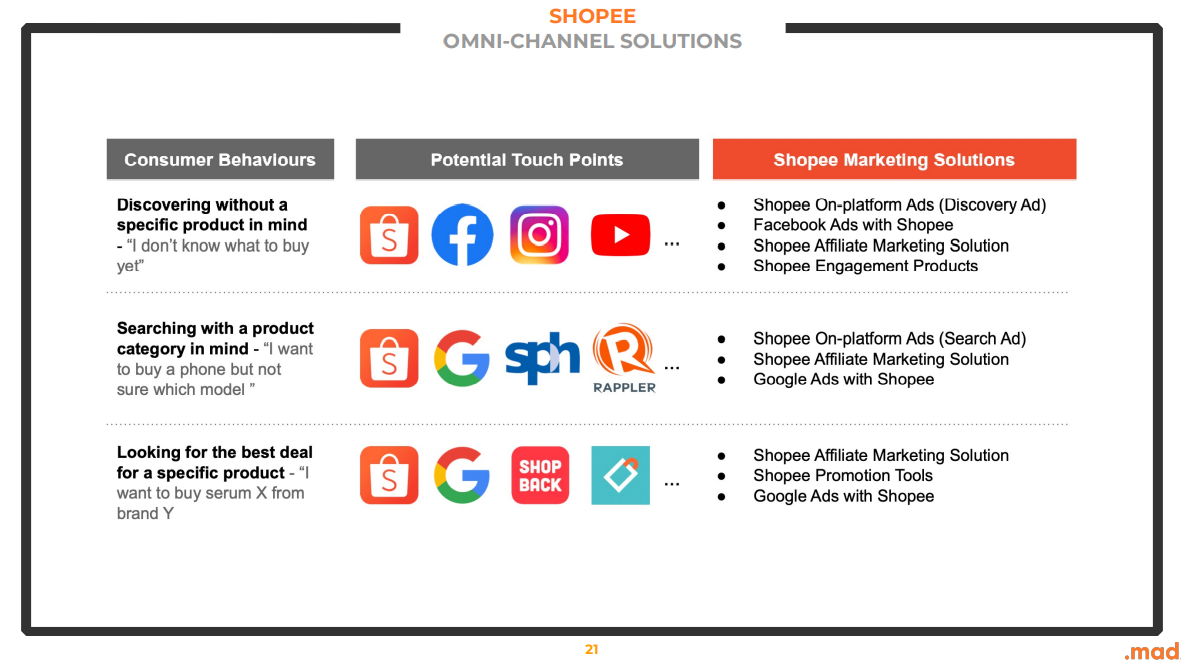 SHOPEE
OMNI-CHANNEL SOLUTIONS
Consumer Behaviours
Potential Touch Points
Shopee Marketing Solutions
Discovering without a
specific product in mind
- “I don’t know what to buy
yet”
S
f
...
● Shopee On-platform Ads (Discovery Ad)
● Facebook Ads with Shopee
● Shopee Affiliate Marketing Solution
● Shopee Engagement Products
Searching with a product
category in mind - “I want
to buy a phone but not
sure which model ”
S
G
sph
R
RAPPLER
...
● Shopee On-platform Ads (Search Ad)
● Shopee Affiliate Marketing Solution
● Google Ads with Shopee
Looking for the best deal
for a specific product - “I
want to buy serum X from
brand Y
S
G
SHOP
BACK
...
● Shopee Affiliate Marketing Solution
● Shopee Promotion Tools
● Google Ads with Shopee
21
.mad